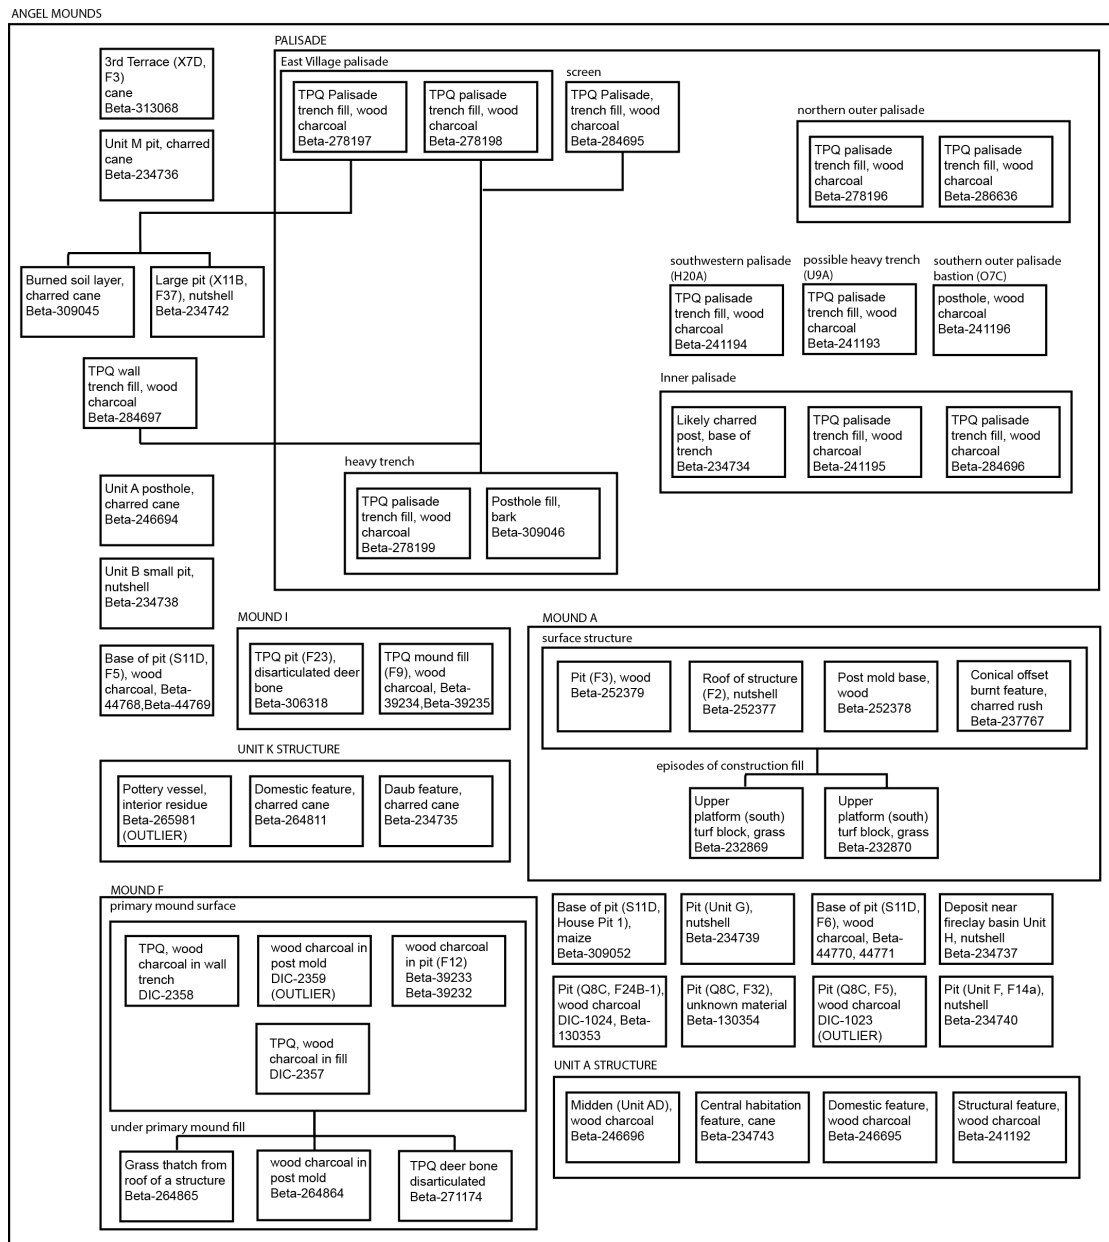 ANGEL MOUNDS
3rd Terrace (X7D,
F3)
cane
Beta-313068
Unit M pit, charred
cane
Beta-234736
PALISADE
East Village palisade
TPQ Palisade
trench fill, wood
charcoal
Beta-278197
TPQ palisade
trench fill, wood
charcoal
Beta-278198
screen
TPQ Palisade,
trench fill, wood
charcoal
Beta-284695
northern outer palisade
TPQ palisade
trench fill, wood
charcoal
Beta-278196
TPQ palisade
trench fill, wood
charcoal
Beta-286636
Burned soil layer,
charred cane
Beta-309045
Large pit (X11B,
F37), nutshell
Beta-234742
southwestern palisade
(H20A)
TPQ palisade
trench fill, wood
charcoal
Beta-241194
possible heavy trench
(U9A)
TPQ palisade
trench fill, wood
charcoal
Beta-241193
southern outer palisade
bastion (O7C)
posthole, wood
charcoal
Beta-241196
TPQ wall
trench fill, wood
charcoal
Beta-284697
Inner palisade
Likely charred
post, base of
trench
Beta-234734
TPQ palisade
trench fill, wood
charcoal
Beta-241195
TPQ palisade
trench fill, wood
charcoal
Beta-284696
heavy trench
TPQ palisade
trench fill, wood
charcoal
Beta-278199
Posthole fill,
bark
Beta-309046
Unit A posthole,
charred cane
Beta-246694
Unit B small pit,
nutshell
Beta-234738
Base of pit (S11D,
F5), wood
charcoal, Beta-
44768,Beta-44769
MOUND I
TPQ pit (F23),
disarticulated deer
bone
Beta-306318
TPQ mound fill
(F9), wood
charcoal, Beta-
39234,Beta-39235
MOUND A
surface structure
Pit (F3), wood
Beta-252379
Roof of structure
(F2), nutshell
Beta-252377
Post mold base,
wood
Beta-252378
Conical offset
burnt feature,
charred rush
Beta-237767
episodes of construction fill
Upper
platform (south)
turf block, grass
Beta-232869
Upper
platform (south)
turf block, grass
Beta-232870
UNIT K STRUCTURE
Pottery vessel,
interior residue
Beta-265981
(OUTLIER)
Domestic feature,
charred cane
Beta-264811
Daub feature,
charred cane
Beta-234735
MOUND F
primary mound surface
TPQ, wood
charcoal in wall
trench
DIC-2358
wood charcoal in
post mold
DIC-2359
(OUTLIER)
wood charcoal
in pit (F12)
Beta-39233
Beta-39232
TPQ, wood
charcoal in fill
DIC-2357
under primary mound fill
Grass thatch from
roof of a structure
Beta-264865
wood charcoal in
post mold
Beta-264864
TPQ deer bone
disarticulated
Beta-271174
Base of pit (S11D,
House Pit 1),
maize
Beta-309052
Pit (Unit G),
nutshell
Beta-234739
Base of pit (S11D,
F6), wood
charcoal, Beta-
44770, 44771
Deposit near
fireclay basin Unit
H, nutshell
Beta-234737
Pit (Q8C, F24B-1),
wood charcoal
DIC-1024, Beta-
130353
Pit (Q8C, F32),
unknown material
Beta-130354
Pit (Q8C, F5),
wood charcoal
DIC-1023
(OUTLIER)
Pit (Unit F, F14a),
nutshell
Beta-234740
UNIT A STRUCTURE
Midden (Unit AD),
wood charcoal
Beta-246696
Central habitation
feature, cane
Beta-234743
Domestic feature,
wood charcoal
Beta-246695
Structural feature,
wood charcoal
Beta-241192